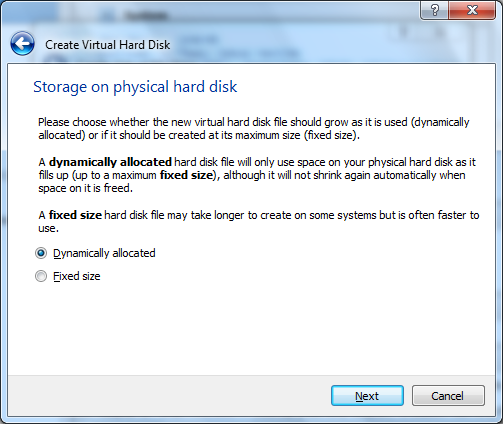 Create Virtual Hard Disk
Storage on physical hard disk
Please choose whether the new virtual hard disk file should grow as it is used (dynamically
allocated) or if it should be created at its maximum size (fixed size).
A dynamically allocated hard disk file will only use space on your physical hard disk as it
fills up (up to a maximum fixed size), although it will not shrink again automatically when
space on it is freed.
A fixed size hard disk file may take longer to create on some systems but is often faster to
use.
Dynamically allocated
Fixed size
Next
Cancel